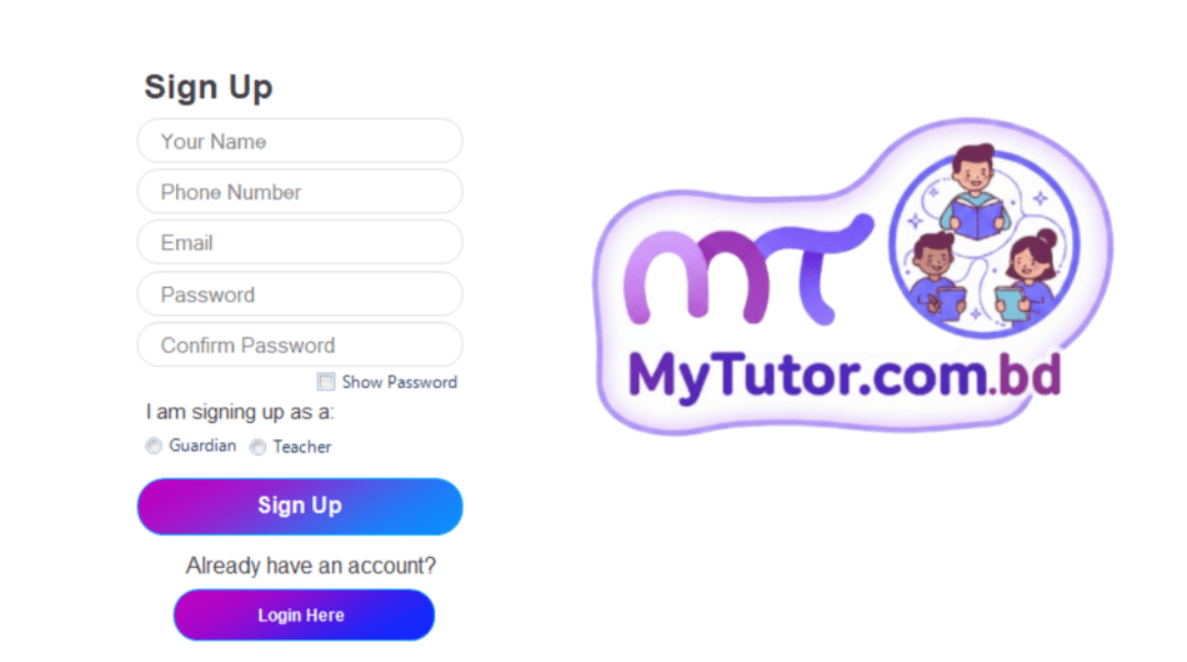 Sign Up
Your Name
Phone Number
Email
Password
Confirm Password
Show Password
I am signing up as a:
Guardian Teacher
Sign Up
Already have an account?
Login Here
mT
MyTutor.com.bd